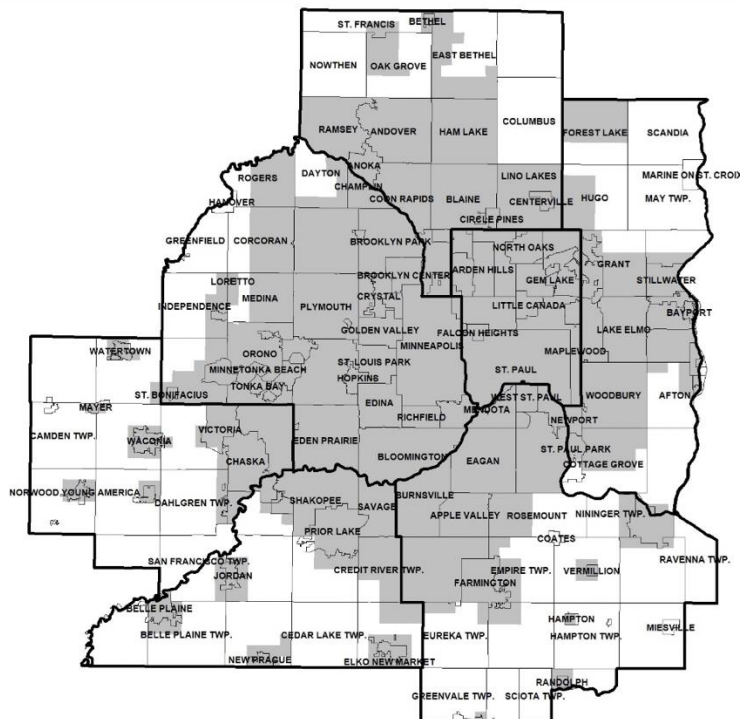 ST. FRANCIS
BETHEL
NOWTHEN
OAK GROVE
EAST BETHEL
RAMSEY
ANDOVER
HAM LAKE
COLUMBUS
FOREST LAKE
SCANDIA
ANOKA
ROGERS
DAYTON
CHAMPLIN
LINO LAKES
MARINE ON ST. CROIX
HANOVER
COON RAPIDS
BLAINE
CENTERVILLE
HUGO
MAY TWP.
CIRCLE PINES
GREENFIELD
CORCORAN
BROOKLYN PARK
NORTH OAKS
GRANT
ARDEN HILLS
BROOKLYN CENTER
GEM LAKE
STILLWATER
LORETTO
MEDINA
INDEPENDENCE
PLYMOUTH
CRYSTAL
LITTLE CANADA
BAYPORT
GOLDEN VALLEY
FALCON HEIGHTS
LAKE ELMO
MINNEAPOLIS
WATERTOWN
ORONO
MAPLEWOOD
MINNETONKA BEACH
ST. LOUIS PARK
ST. PAUL
HOPKINS
TONKA BAY
ST. BONIFACIUS
WOODBURY
AFTON
WEST ST. PAUL
EDINA
MAYER
RICHFIELD
MENDOTA
NEWPORT
VICTORIA
CAMDEN TWP.
WACONIA
EDEN PRAIRIE
ST. PAUL PARK
BLOOMINGTON
EAGAN
CHASKA
COTTAGE GROVE
NORWOOD YOUNG AMERICA
DAHLGREN TWP.
SHAKOPEE
SAVAGE
BURNSVILLE
APPLE VALLEY
ROSEMOUNT
NININGER TWP.
PRIOR LAKE
COATES
SAN FRANCISCO TWP.
RAVENNA TWP.
JORDAN
CREDIT RIVER TWP.
EMPIRE TWP.
VERMILLION
FARMINGTON
BELLE PLAINE
HAMPTON
BELLE PLAINE TWP.
CEDAR LAKE TWP.
EUREKA TWP.
HAMPTON TWP.
MIESVILLE
NEW PRAGUE
ELKO NEW MARKET
RANDOLPH
GREENVALE TWP.
SCIOTA TWP.